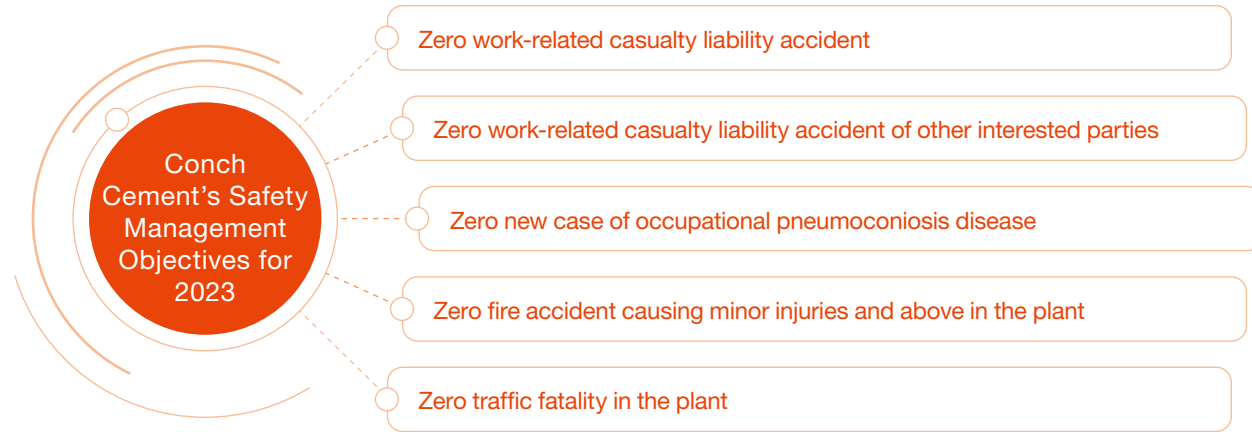 Conch
Cement’s Safety
Management
Objectives for
2023
Zero work-related casualty liability accident
Zero work-related casualty liability accident of other interested parties
Zero new case of occupational pneumoconiosis disease
Zero fire accident causing minor injuries and above in the plant
Zero traffic fatality in the plant